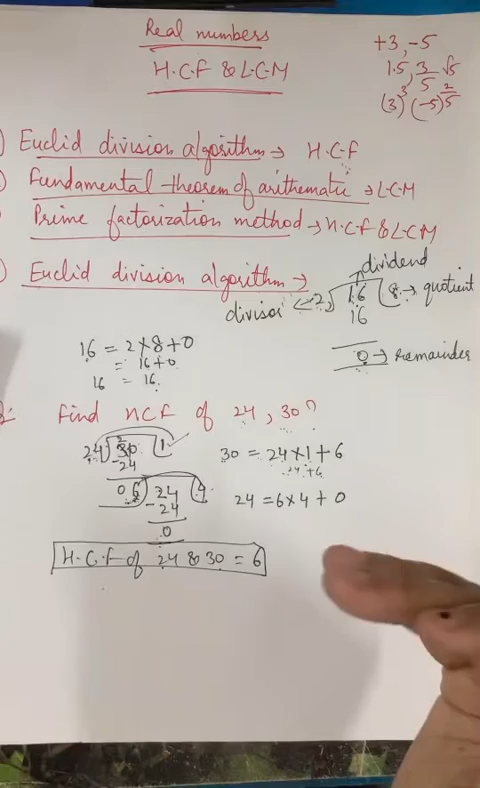 Real numbers
H.C.F & L.C.M
+3, -5
1.5, 3/5 √5
(3)³ (-5)^2/5
) Euclid division algorithm → H.C.F
) Fundamental theorem of arithematic → LCM
Prime factorization method → H.C.F & L.C.M
) Euclid division algorithm →
dividend
divisor ← 2) 16 ( 8 → quotient
16
0 → Remainder
16 = 2×8+0
= 16+0
16 = 16
Find HCF of 24, 30?
24) 30 ( 1 ✓
-24
06) 24 ( 4
-24
0
30 = 24×1+6
24+6
24 = 6×4+0
H.C.F of 24 & 30 = 6